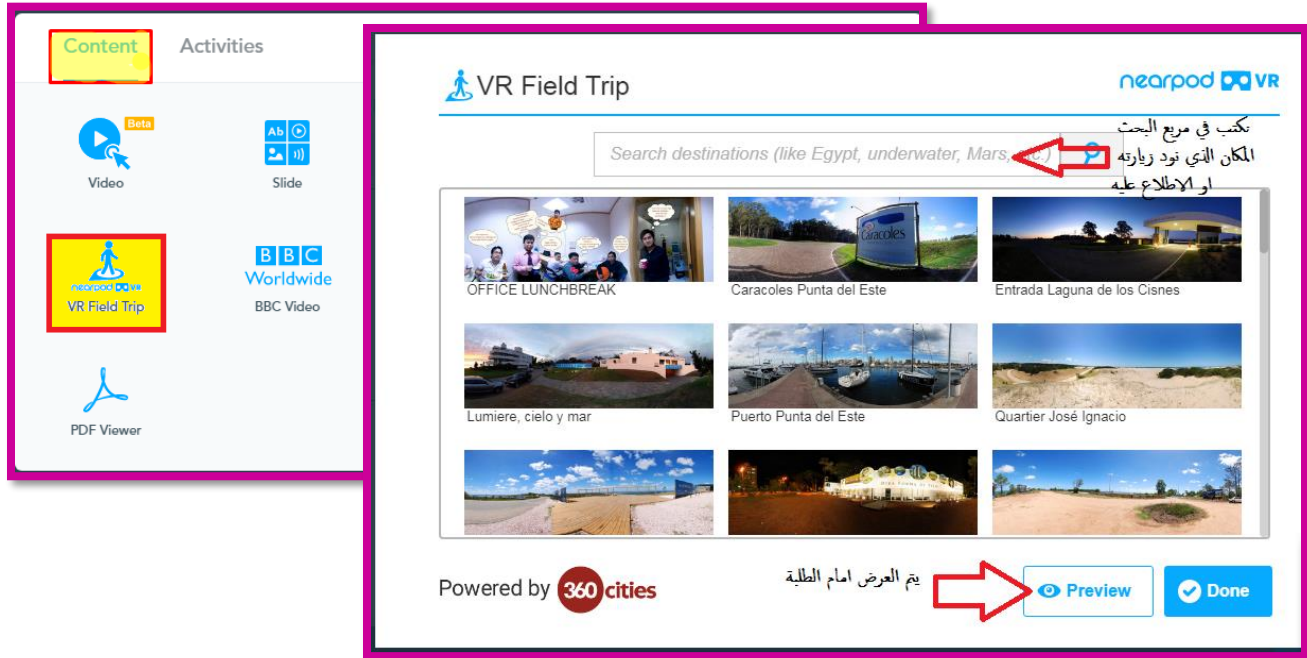 Content
Activities
Beta
Video
Ab
Slide
nearpod VR
VR Field Trip
BBC
Worldwide
BBC Video
PDF Viewer
VR Field Trip
nearpod VR
Search destinations (like Egypt, underwater, Mars, etc.)
نكتب في مربع البحث
المكان الذي نود زيارته
او الاطلاع عليه
Caracoles
OFFICE LUNCHBREAK
Caracoles Punta del Este
Entrada Laguna de los Cisnes
Lumiere, cielo y mar
Puerto Punta del Este
Quartier José Ignacio
Powered by 360 cities
يتم العرض امام الطلبة
Preview
Done